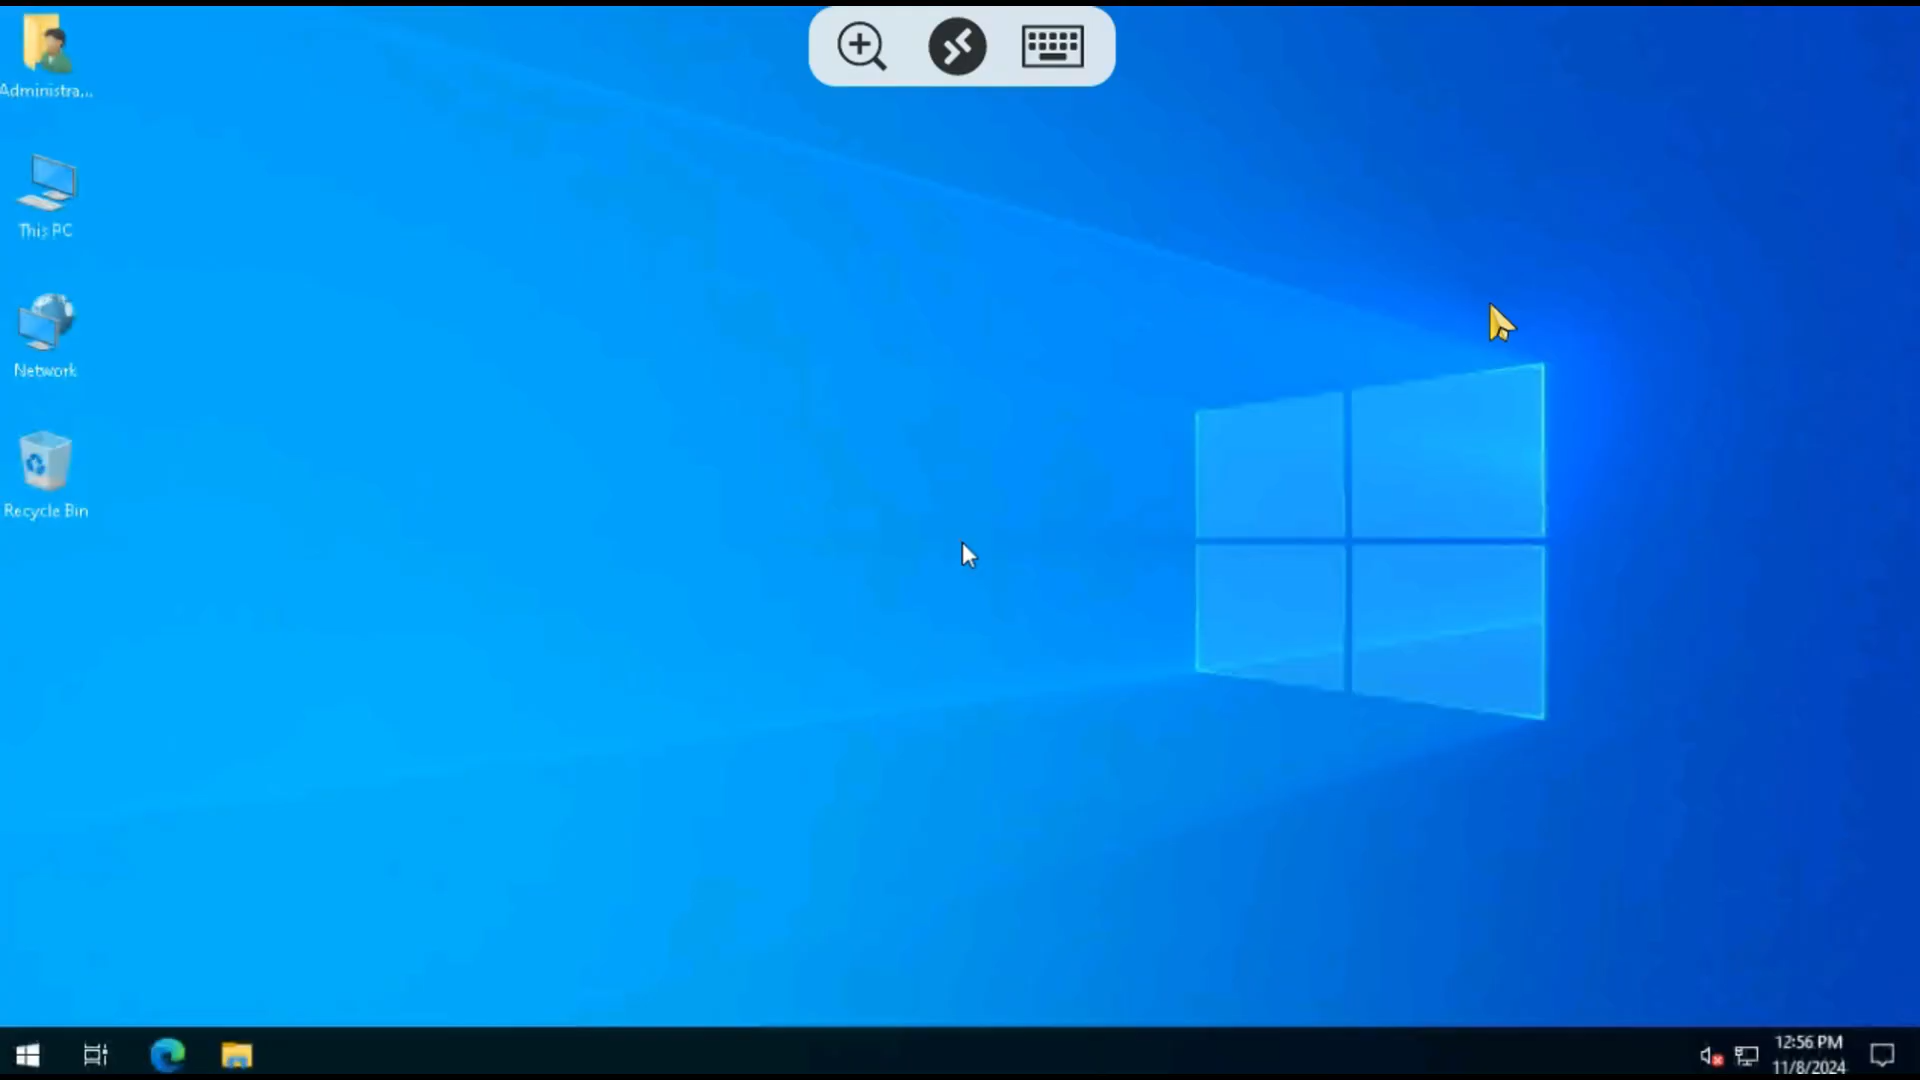 Administra...
This PC
Network
Recycle Bin
12:56 PM
11/8/2024